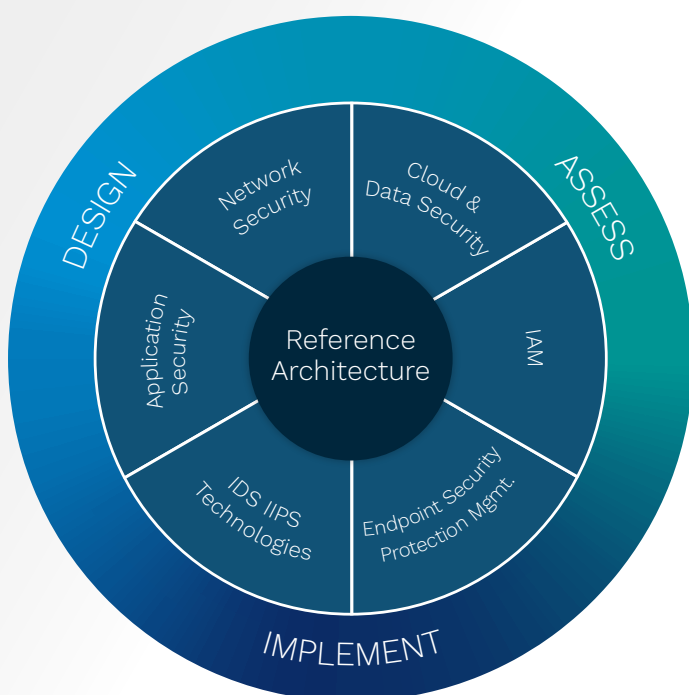 DESIGN
ASSESS
IMPLEMENT
Network
Security
Cloud &
Data Security
IAM
Endpoint Security
Protection Mgmt.
IDS IIPS
Technologies
Application
Security
Reference
Architecture